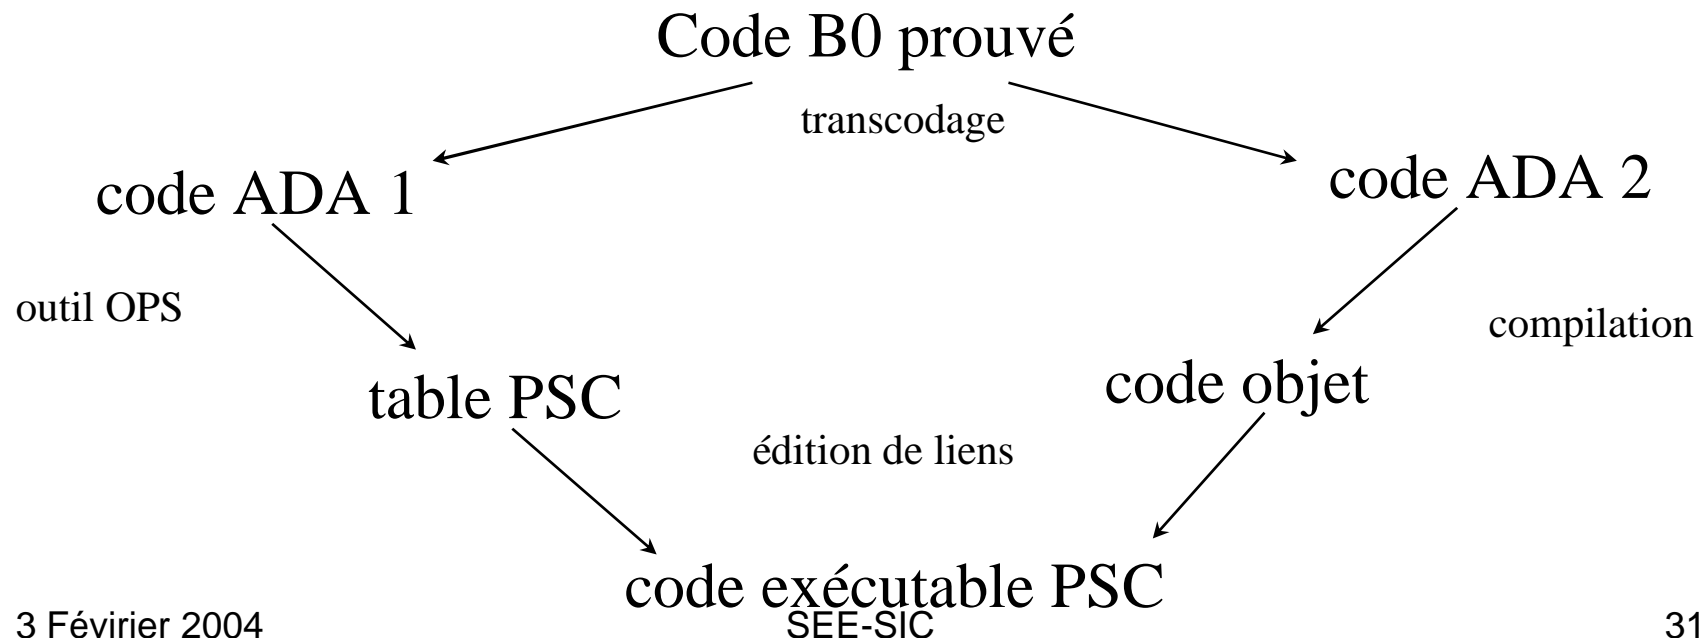 Code B0 prouvé
transcodage
code ADA 1
code ADA 2
outil OPS
compilation
table PSC
code objet
édition de liens
code exécutable PSC
3 Févirier 2004
SEE-SIC
31